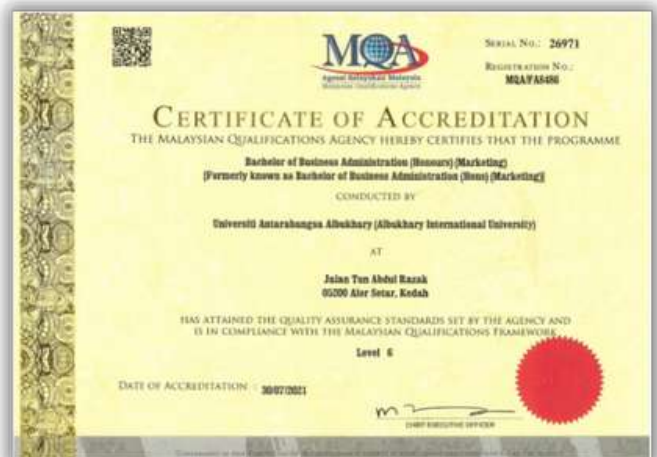 MQA
Agensi Kelayakan Malaysia
Malaysian Qualifications Agency
SERIAL NO.: 26971
REGISTRATION NO.:
MQA/FA8486
CERTIFICATE OF ACCREDITATION
THE MALAYSIAN QUALIFICATIONS AGENCY HEREBY CERTIFIES THAT THE PROGRAMME
Bachelor of Business Administration (Honours) (Marketing)
[Formerly known as Bachelor of Business Administration (Hons) (Marketing)]
CONDUCTED BY
Universiti Antarabangsa Albukhary (Albukhary International University)
AT
Jalan Tun Abdul Razak
05200 Alor Setar, Kedah
HAS ATTAINED THE QUALITY ASSURANCE STANDARDS SET BY THE AGENCY AND
IS IN COMPLIANCE WITH THE MALAYSIAN QUALIFICATIONS FRAMEWORK
Level 6
DATE OF ACCREDITATION : 30/07/2021
CHIEF EXECUTIVE OFFICER